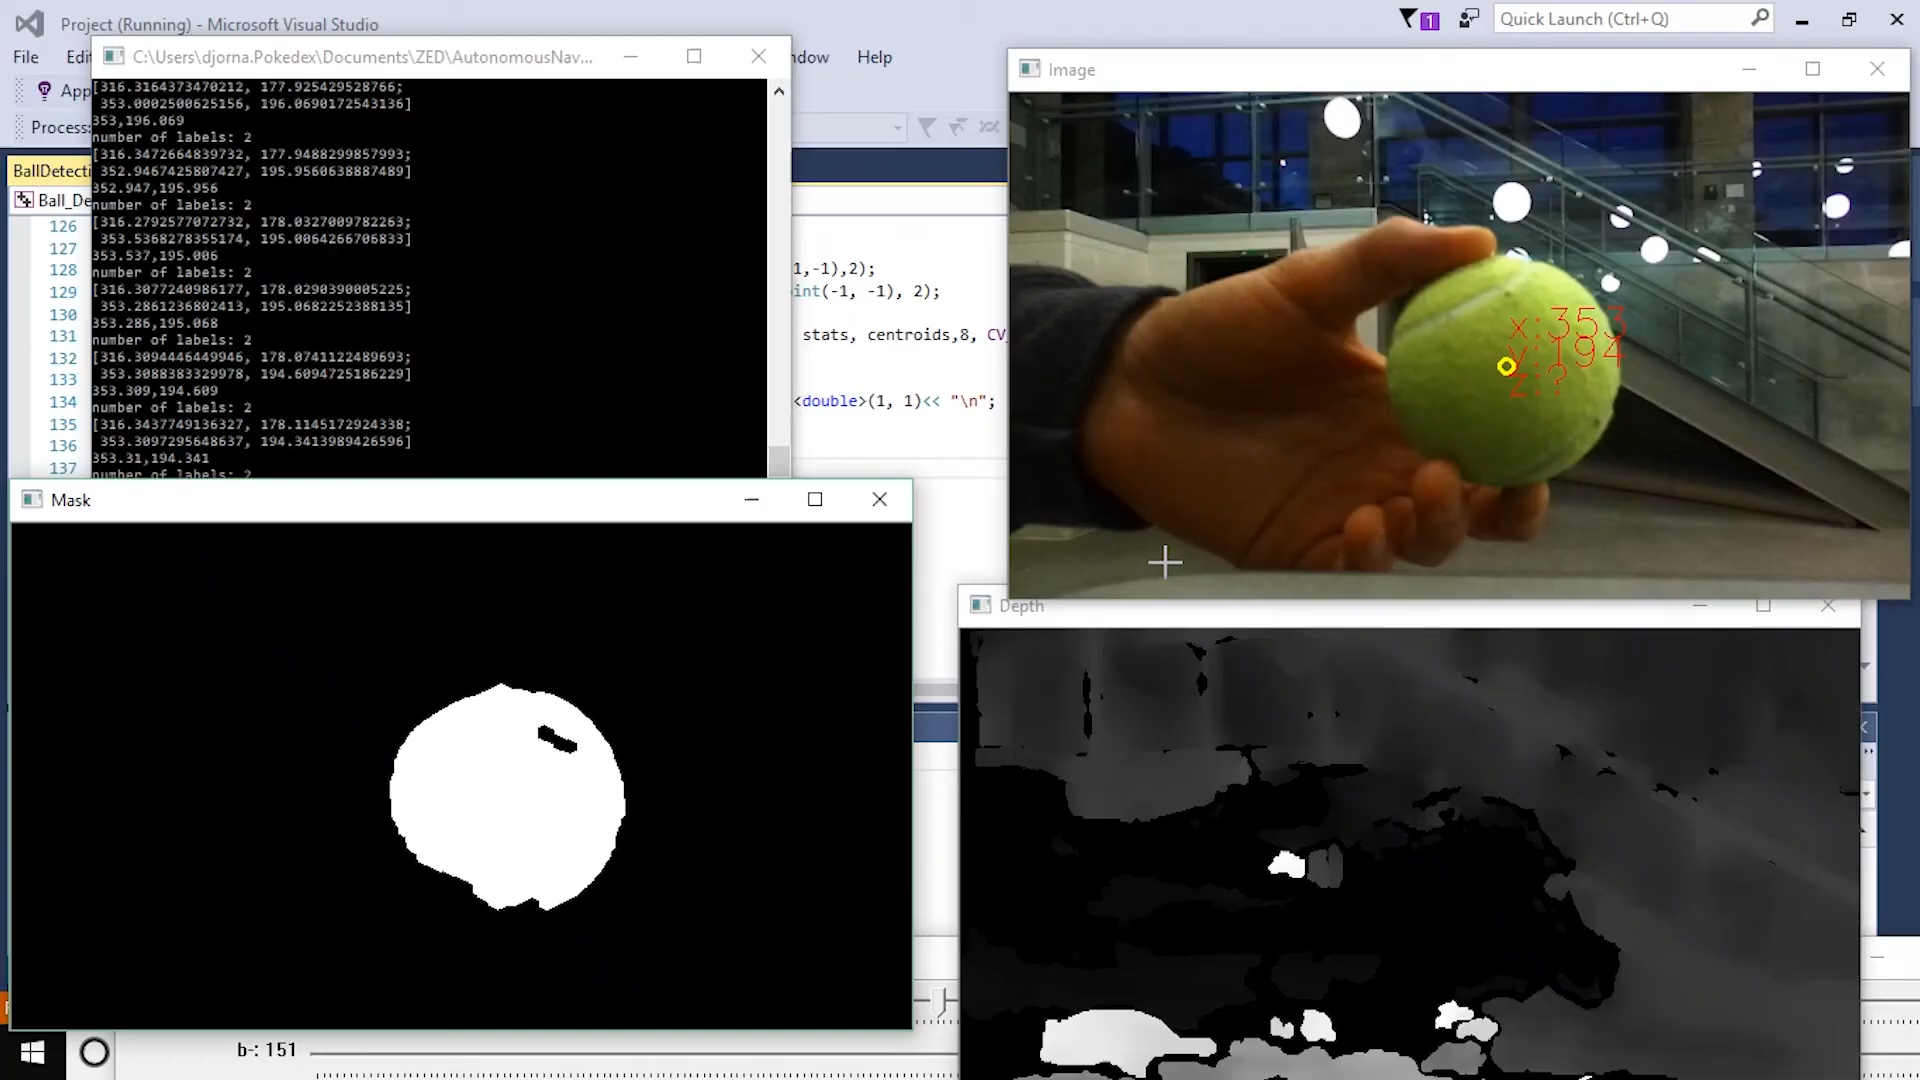 Project (Running) - Microsoft Visual Studio
1
Quick Launch (Ctrl+Q)
File
Help
C:\Users\djorna.Pokedex\Documents\ZED\AutonomousNav...
[316.3164373470212, 177.925429528766;
353.0002500625156, 196.0690172543136]
353,196.069
number of labels: 2
[316.3472664839732, 177.9488299857993;
352.9467425807427, 195.9560638887489]
352.947,195.956
number of labels: 2
[316.2792577072732, 178.0327009782263;
353.5368278355174, 195.0064266706833]
353.537,195.006
number of labels: 2
[316.3077240986177, 178.0290390005225;
353.2861236802413, 195.0682252388135]
353.286,195.068
number of labels: 2
[316.3094446449946, 178.0741122489693;
353.3088383329978, 194.6094725186229]
353.309,194.609
number of labels: 2
[316.3437749136327, 178.1145172924338;
353.3097295648637, 194.3413989426596]
353.31,194.341
number of labels: 2
126
127
128
129
130
131
132
133
134
135
136
137
1,-1),2);
int(-1, -1), 2);
stats, centroids,8, CV
<double>(1, 1)<< "\n";
Image
x:353
y:194
z:?
Mask
Depth
b-: 151